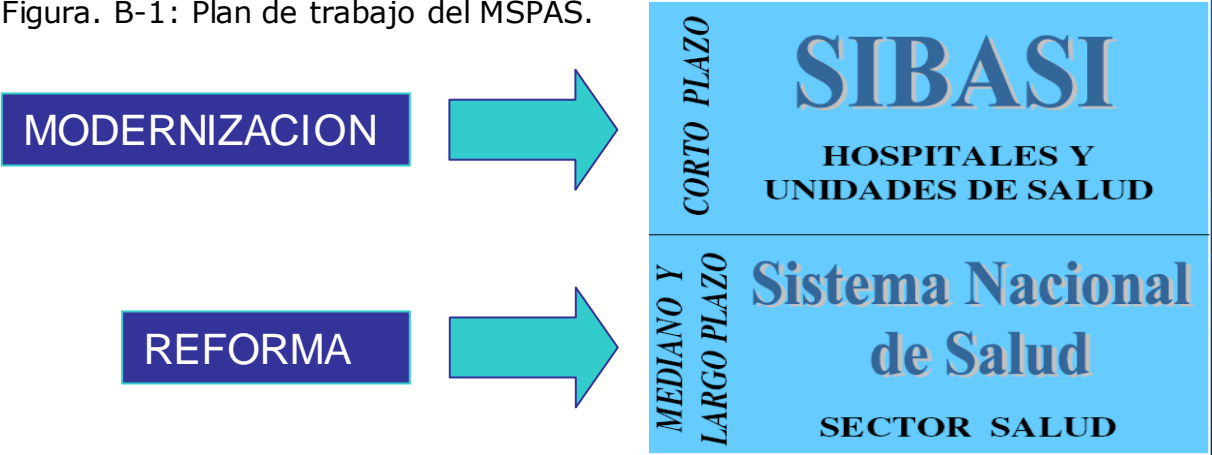 Figura. B-1: Plan de trabajo del MSPAS.
MODERNIZACION
CORTO PLAZO
SIBASI
HOSPITALES Y
UNIDADES DE SALUD
REFORMA
MEDIANO Y
LARGO PLAZO
Sistema Nacional
de Salud
SECTOR SALUD